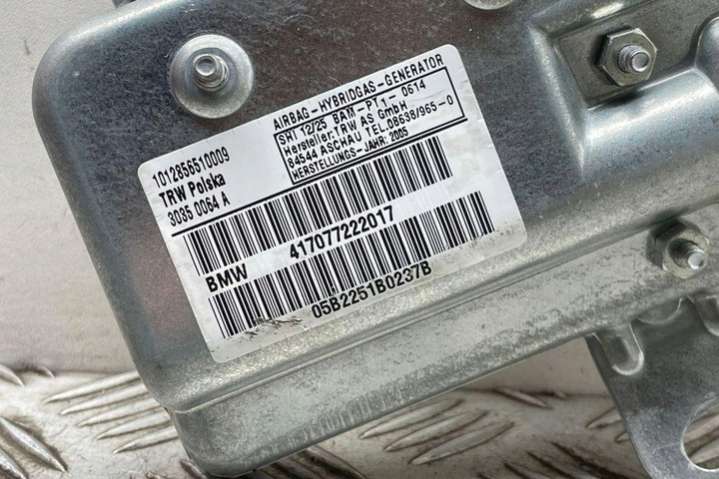 1012856510009
TRW Polska
3085 0064 A
AIRBAG-HYBRIDGAS-GENERATOR
SHI 12/25 BAM-PT1-0614
Hersteller:TRW AS GmbH
84544 ASCHAU TEL.08638/965-0
HERSTELLUNGS-JAHR: 2005
BMW 417077222017
05B2251B0237B